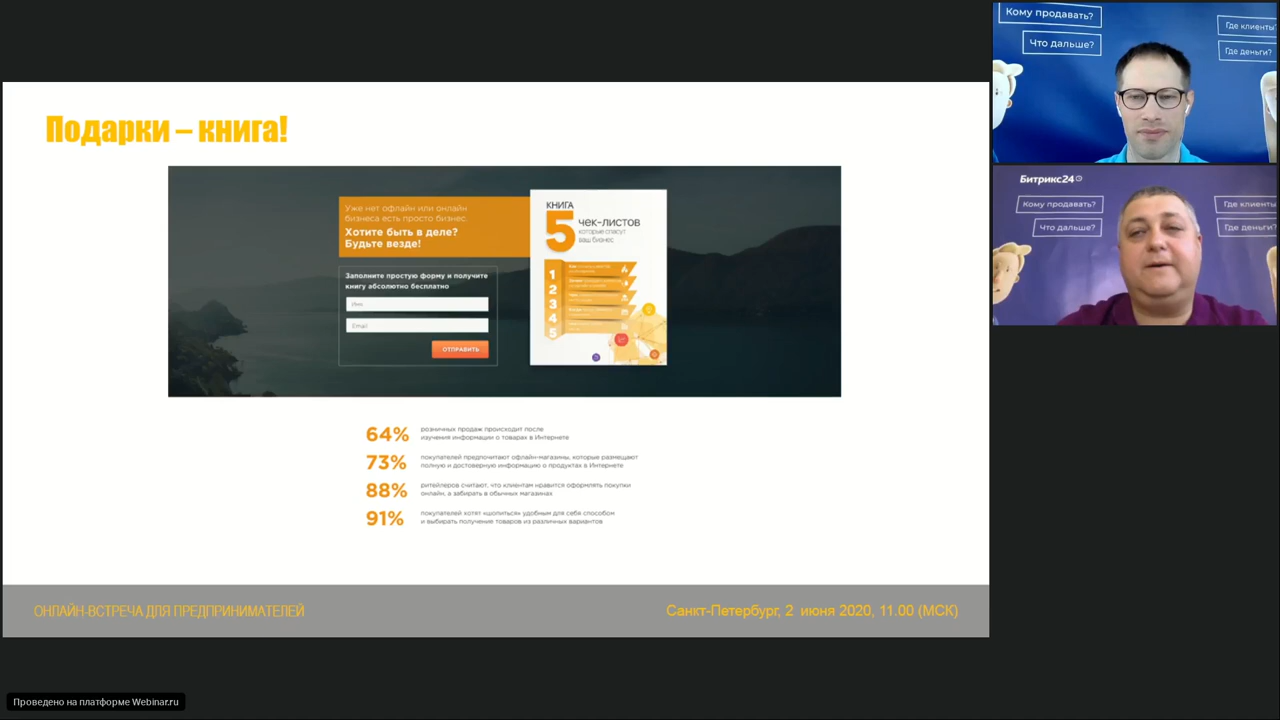 Подарки – книга!
Уже нет офлайн или онлайн
бизнеса есть просто бизнес.
Хотите быть в деле?
Будьте везде!
Заполните простую форму и получите
книгу абсолютно бесплатно
Имя
Email
ОТПРАВИТЬ
КНИГА
5 чек-листов
которые спасут
ваш бизнес
1
2
3
4
5
64% розничных продаж происходит после
изучения информации о товарах в Интернете
73% покупателей предпочитают офлайн-магазины, которые размещают
полную и достоверную информацию о продуктах в Интернете
88% ритейлеров считают, что клиентам нравится оформлять покупки
онлайн, а забирать в обычных магазинах
91% покупателей хотят «шопиться» удобным для себя способом
и выбирать получения товаров из различных вариантов
ОНЛАЙН-ВСТРЕЧА ДЛЯ ПРЕДПРИНИМАТЕЛЕЙ
Санкт-Петербург, 2 июня 2020, 11.00 (МСК)
Кому продавать?
Где клиенты?
Что дальше?
Где деньги?
Битрикс24
Кому продавать?
Где клиенты
Что дальше?
Где деньги?
Проведено на платформе Webinar.ru